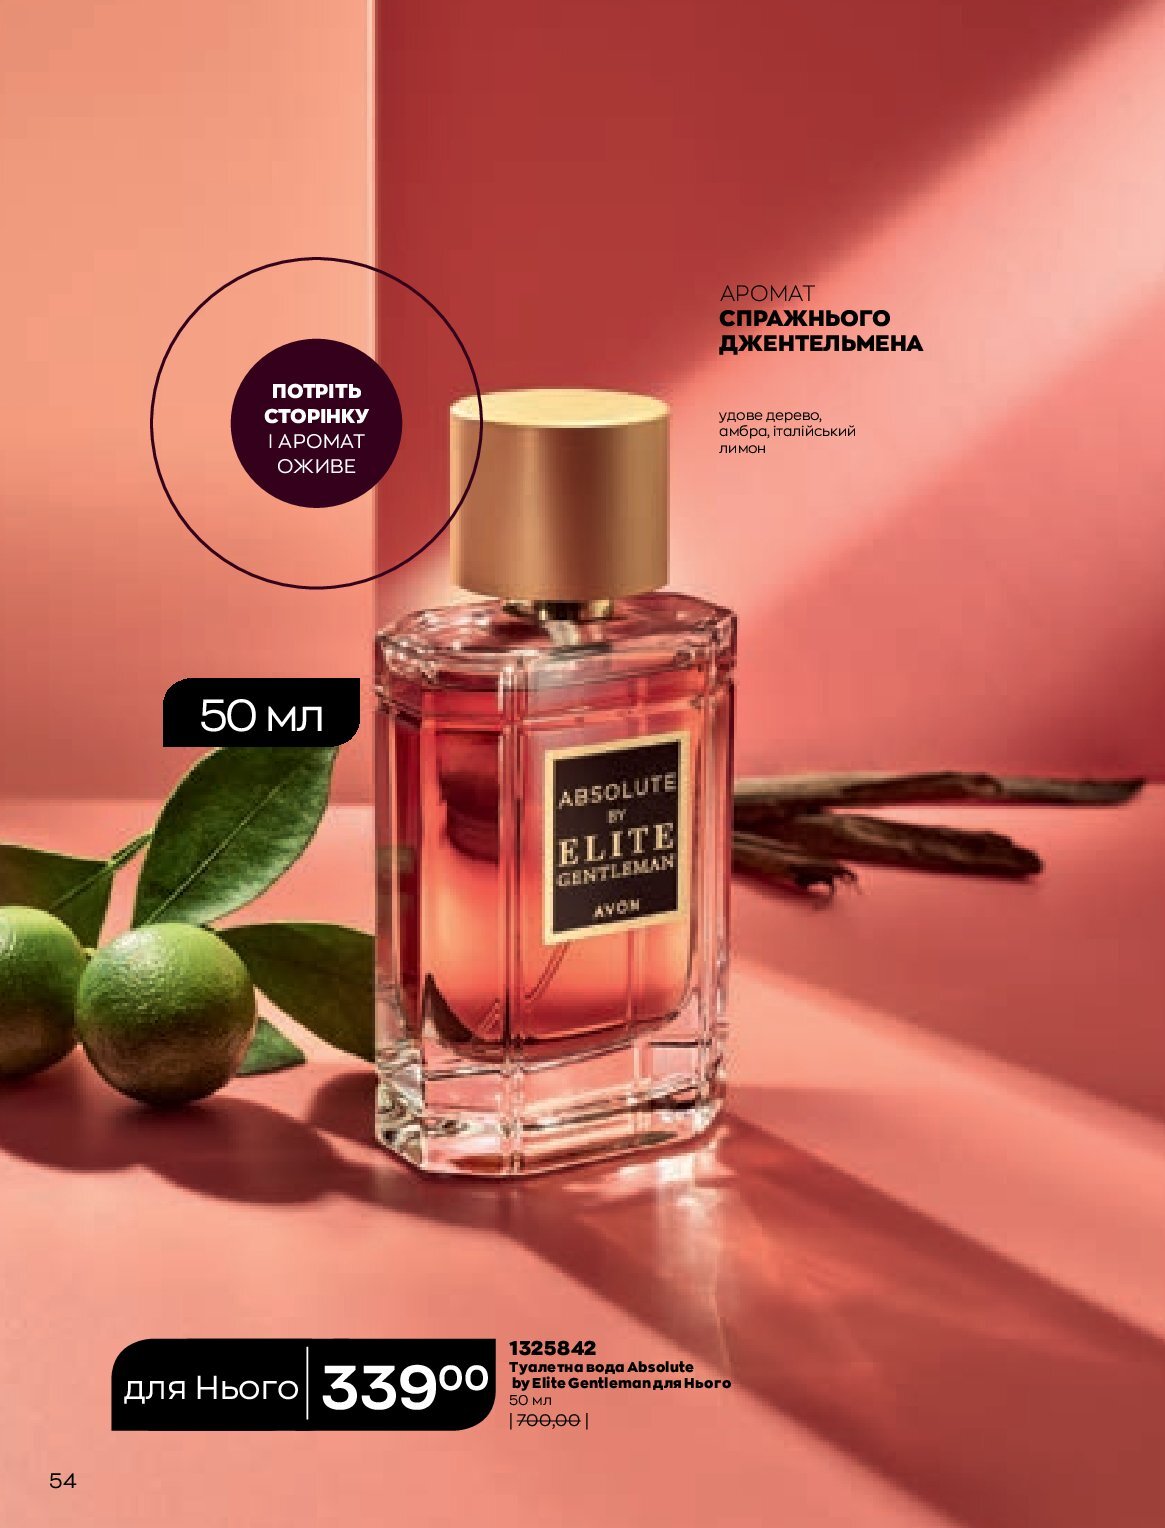 АРОМАТ
СПРАЖНЬОГО
ДЖЕНТЕЛЬМЕНА
удове дерево,
амбра, італійський
лимон
ПОТРІТЬ
СТОРІНКУ
І АРОМАТ
ОЖИВЕ
50 мл
ABSOLUTE
BY
ELITE
GENTLEMAN
AVON
для Нього
339⁰⁰
1325842
Туалетна вода Absolute
by Elite Gentleman для Нього
50 мл
| 700,00 |
54